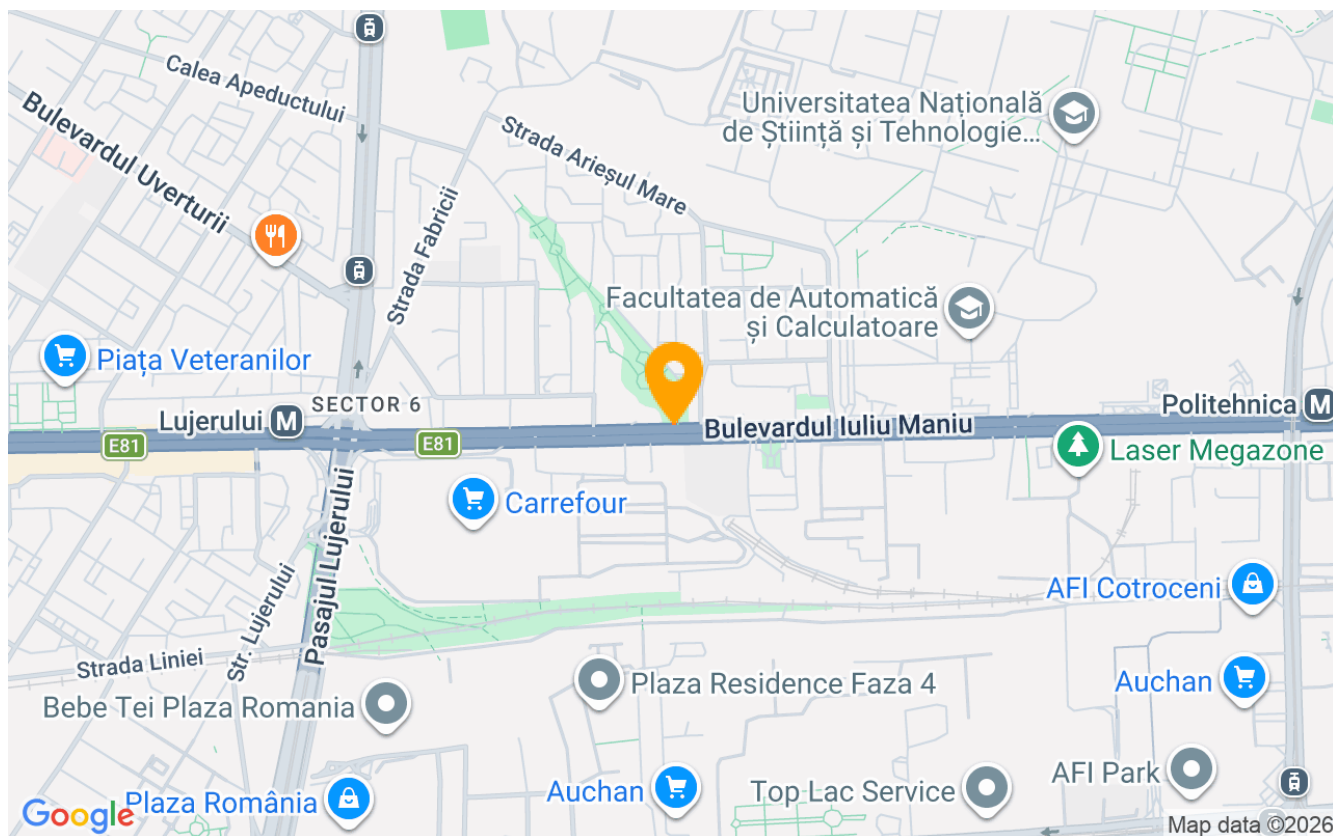 Calea Apeductului
Bulevardul Uverturii
Strada Fabricii
Strada Arieșul Mare
Universitatea Națională
de Știință și Tehnologie...
Facultatea de Automatică
și Calculatoare
Piața Veteranilor
SECTOR 6
Lujerului M
Politehnica M
E81
E81
Bulevardul Iuliu Maniu
Laser Megazone
Carrefour
Pasajul Lujerului
Str. Lujerului
AFI Cotroceni
Strada Liniei
Plaza Residence Faza 4
Auchan
Bebe Tei Plaza Romania
AFI Park
Plaza România
Auchan
Top Lac Service
Google
Map data ©2026